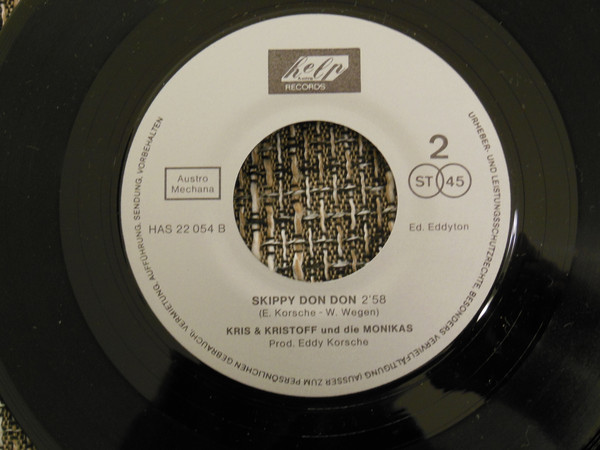 help
RECORDS
2
ST 45
Austro
Mechana
HAS 22 054 B
Ed. Eddyton
SKIPPY DON DON 2'58
(E. Korsche - W. Wegen)
KRIS & KRISTOFF und die MONIKAS
Prod. Eddy Korsche
URHEBER- UND LEISTUNGSSCHUTZRECHTE, BESONDERS VERVIELFÄLTIGUNG (AUSSER ZUM PERSÖNLICHEN GEBRAUCH), VERMIETUNG, AUFFÜHRUNG, SENDUNG, VORBEHALTEN